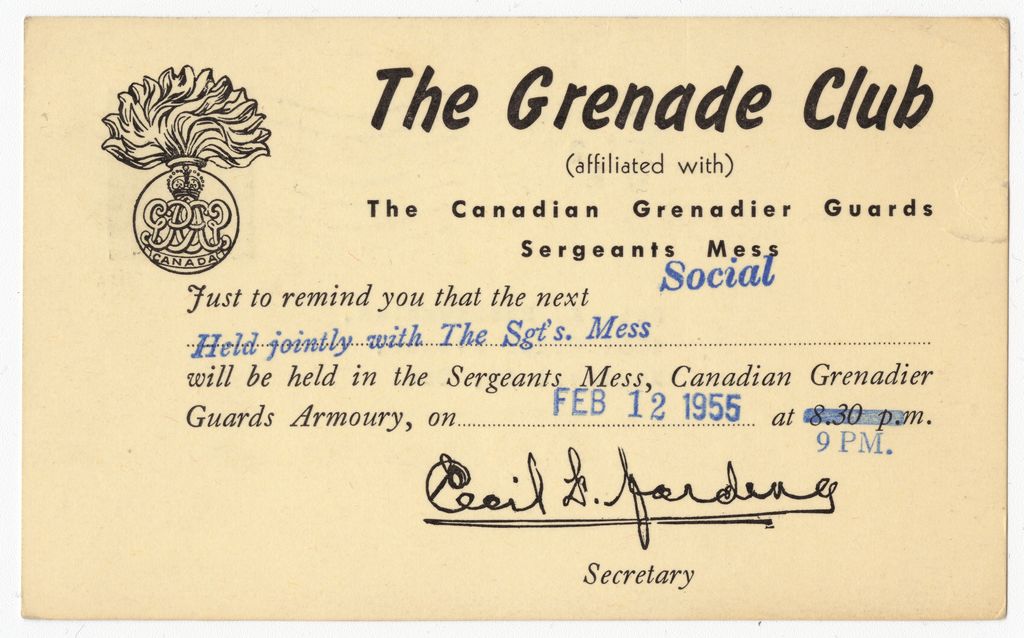 The Grenade Club
(affiliated with)
The Canadian Grenadier Guards
Sergeants Mess
CANADA
Social
Just to remind you that the next
Held jointly with The Sgt's. Mess
will be held in the Sergeants Mess, Canadian Grenadier
Guards Armoury, on FEB 12 1955 at 8.30 p.m.
9 PM.
Cecil G. Harding
Secretary